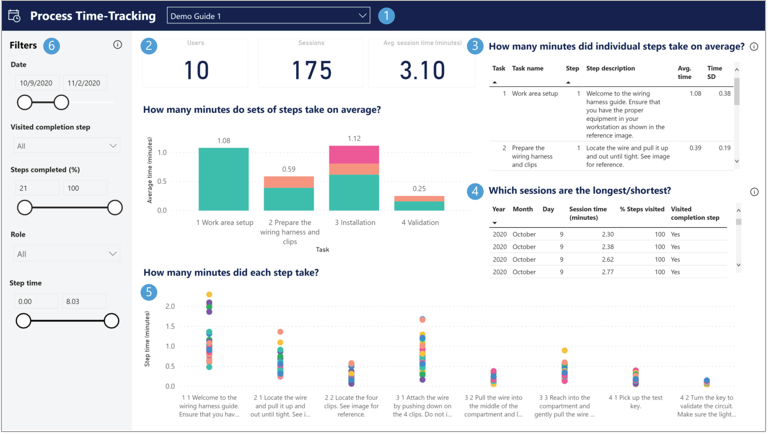 Process Time-Tracking
Demo Guide 1
1
Filters
6
Date
10/9/2020
11/2/2020
Visited completion step
All
Steps completed (%)
21
100
Role
All
Step time
0.00
8.03
2
Users
10
Sessions
175
Avg. session time (minutes)
3.10
How many minutes do sets of steps take on average?
Average time (minutes)
1.0
0.5
0.0
1.08
0.59
1.12
0.25
1 Work area setup
2 Prepare the
wiring harness and
clips
3 Installation
4 Validation
Task
3
How many minutes did individual steps take on average?
Task
Task name
Step
Step description
Avg.
time
Time
SD
1 Work area setup
1 Welcome to the wiring
harness guide. Ensure
that you have the proper
equipment in your
workstation as shown in the
reference image.
1.08
0.38
2 Prepare the
wiring harness
and clips
1 Locate the wire and pull it up
and out until tight. See image
for reference.
0.39
0.19
4
Which sessions are the longest/shortest?
Year
Month
Day
Session time
(minutes)
% Steps visited
Visited
completion step
2020 October 9 2.30 100 Yes
2020 October 9 2.38 100 Yes
2020 October 9 2.62 100 Yes
2020 October 9 2.77 100 Yes
How many minutes did each step take?
5
Step time (minutes)
2.0
1.5
1.0
0.5
0.0
1 1 Welcome to the
wiring harness guide.
Ensure that you hav...
2 1 Locate the wire
and pull it up and
out until tight. See i...
2 2 Locate the four
clips. See image for
reference.
3 1 Attach the wire
by pushing down on
the 4 clips. Do not i...
3 2 Pull the wire into
the middle of the
compartment and l...
3 3 Reach into the
compartment and
gently pull the wire ...
4 1 Pick up the test
key.
4 2 Turn the key to
validate the circuit.
Make sure the light...